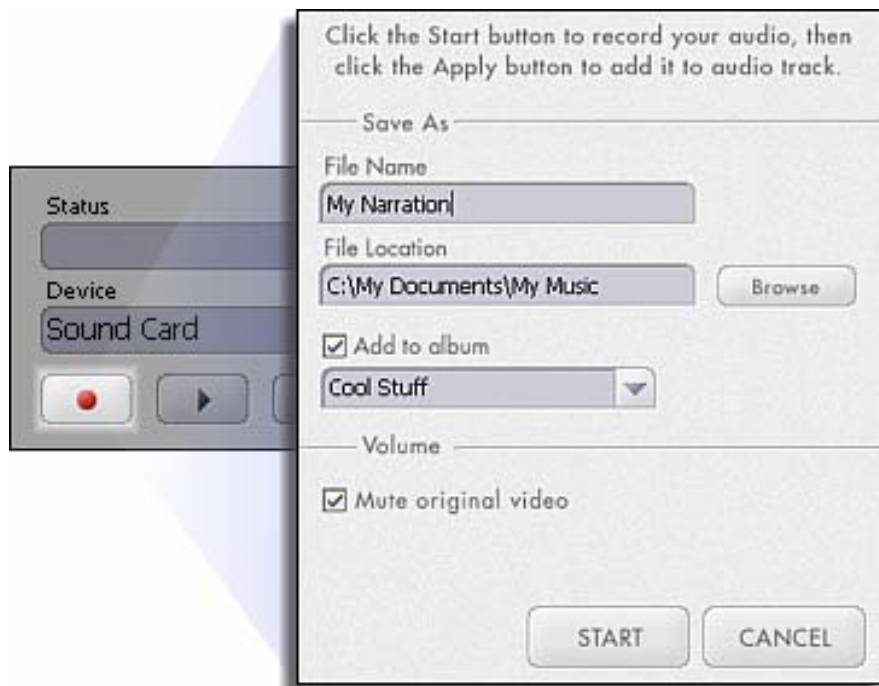 Click the Start button to record your audio, then
click the Apply button to add it to audio track.
Save As
File Name
My Narration
File Location
C:\My Documents\My Music
Browse
Add to album
Cool Stuff
Volume
Mute original video
START
CANCEL
Status
Device
Sound Card